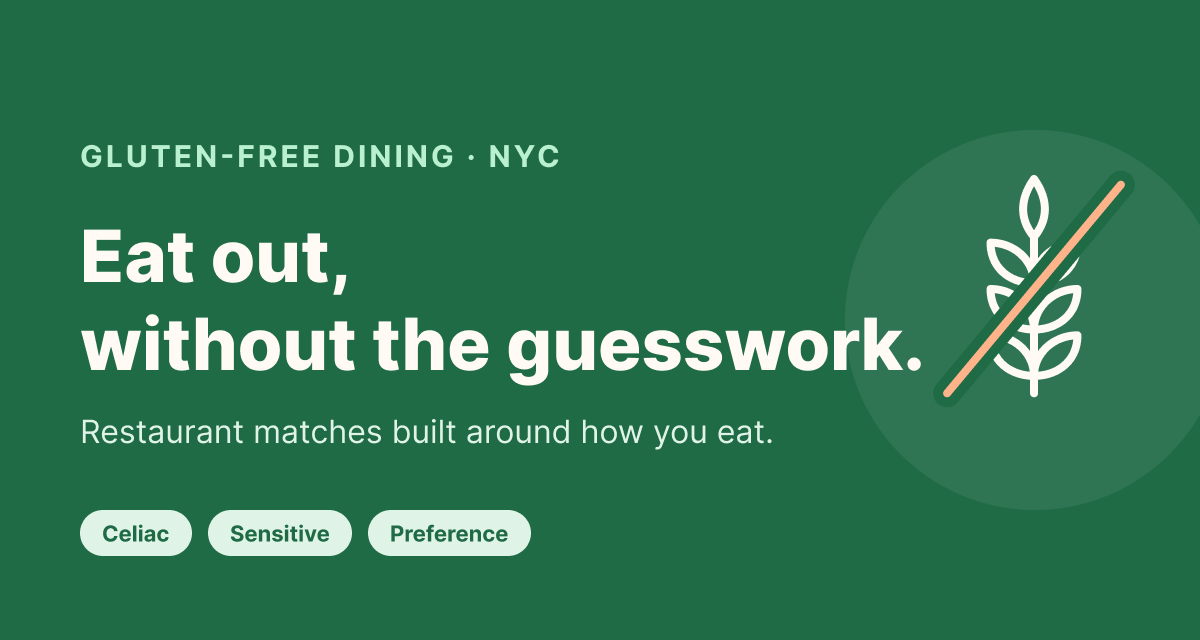 GLUTEN-FREE DINING · NYC
Eat out,
without the guesswork.
Restaurant matches built around how you eat.
Celiac
Sensitive
Preference